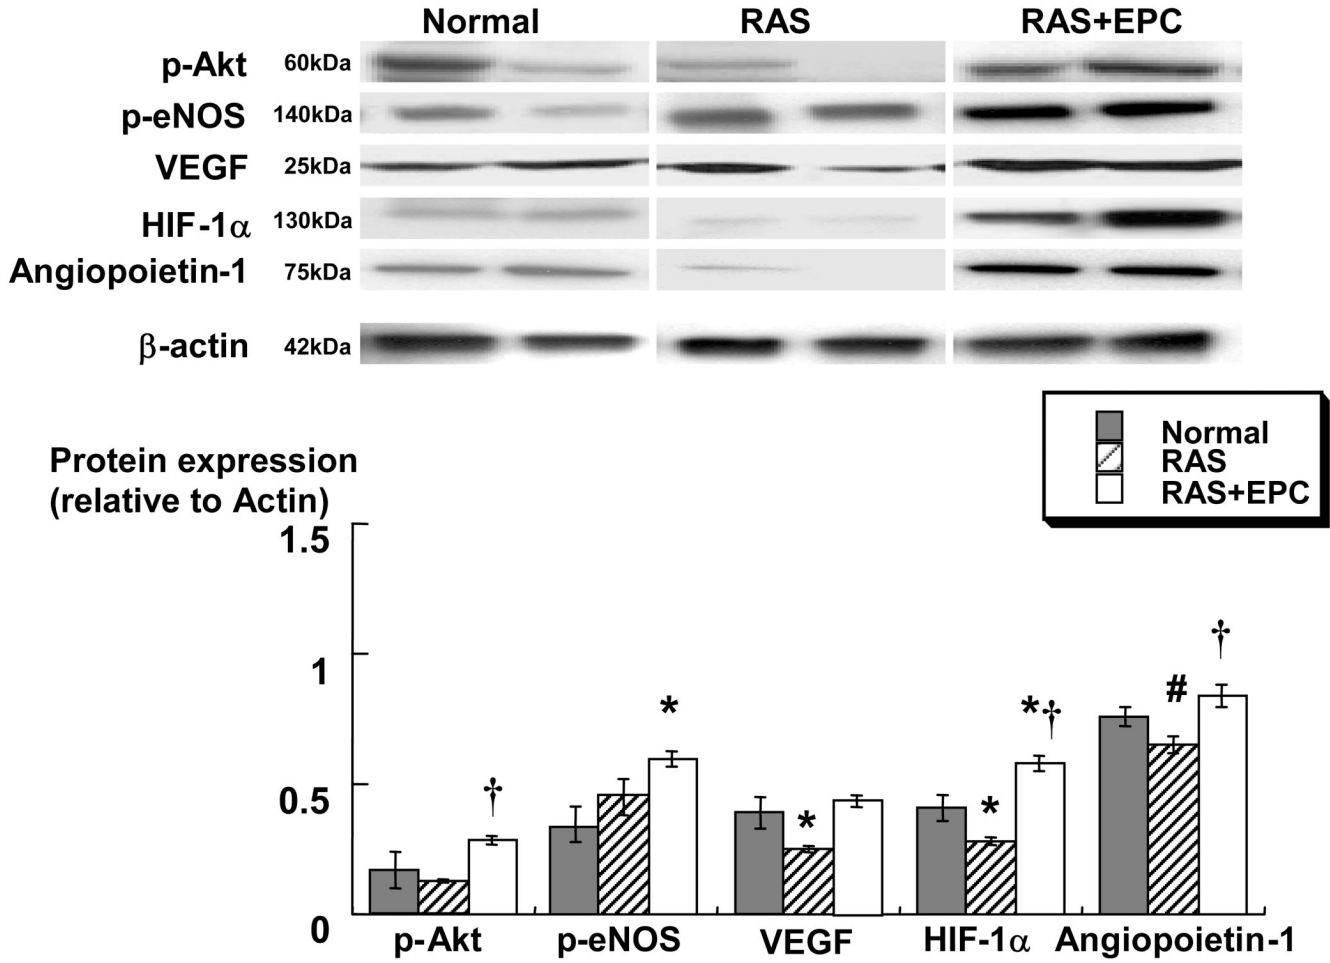 Normal RAS RAS+EPC
p-Akt 60kDa
p-eNOS 140kDa
VEGF 25kDa
HIF-1α 130kDa
Angiopoietin-1 75kDa
β-actin 42kDa
Normal
RAS
RAS+EPC
Protein expression
(relative to Actin)
1.5
1
0.5
0
†
*
*
*
*†
#
†
p-Akt p-eNOS VEGF HIF-1α Angiopoietin-1